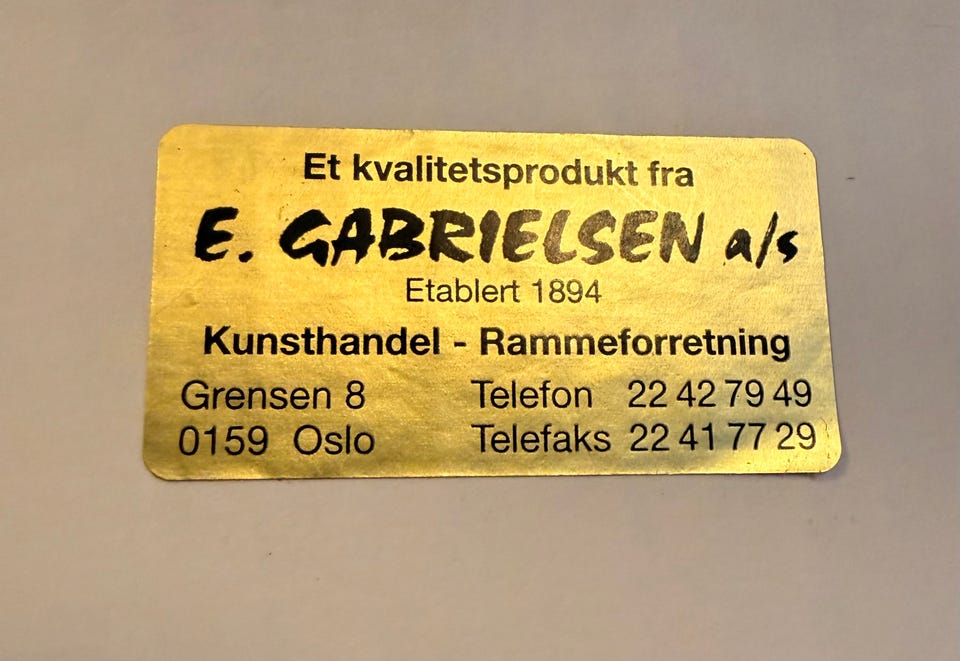 Et kvalitetsprodukt fra
E. GABRIELSEN a/s
Etablert 1894
Kunsthandel - Rammeforretning
Grensen 8 Telefon 22 42 79 49
0159 Oslo Telefaks 22 41 77 29